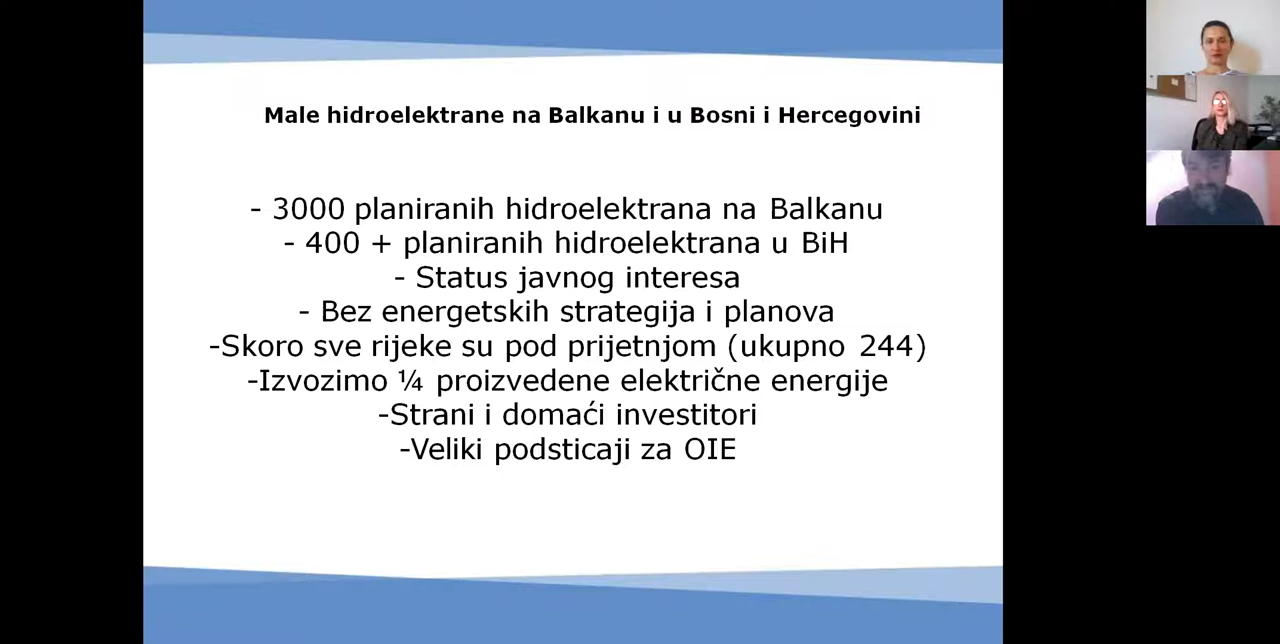 Male hidroelektrane na Balkanu i u Bosni i Hercegovini
- 3000 planiranih hidroelektrana na Balkanu
- 400 + planiranih hidroelektrana u BiH
- Status javnog interesa
- Bez energetskih strategija i planova
-Skoro sve rijeke su pod prijetnjom (ukupno 244)
-Izvozimo ¼ proizvedene električne energije
-Strani i domaći investitori
-Veliki podsticaji za OIE